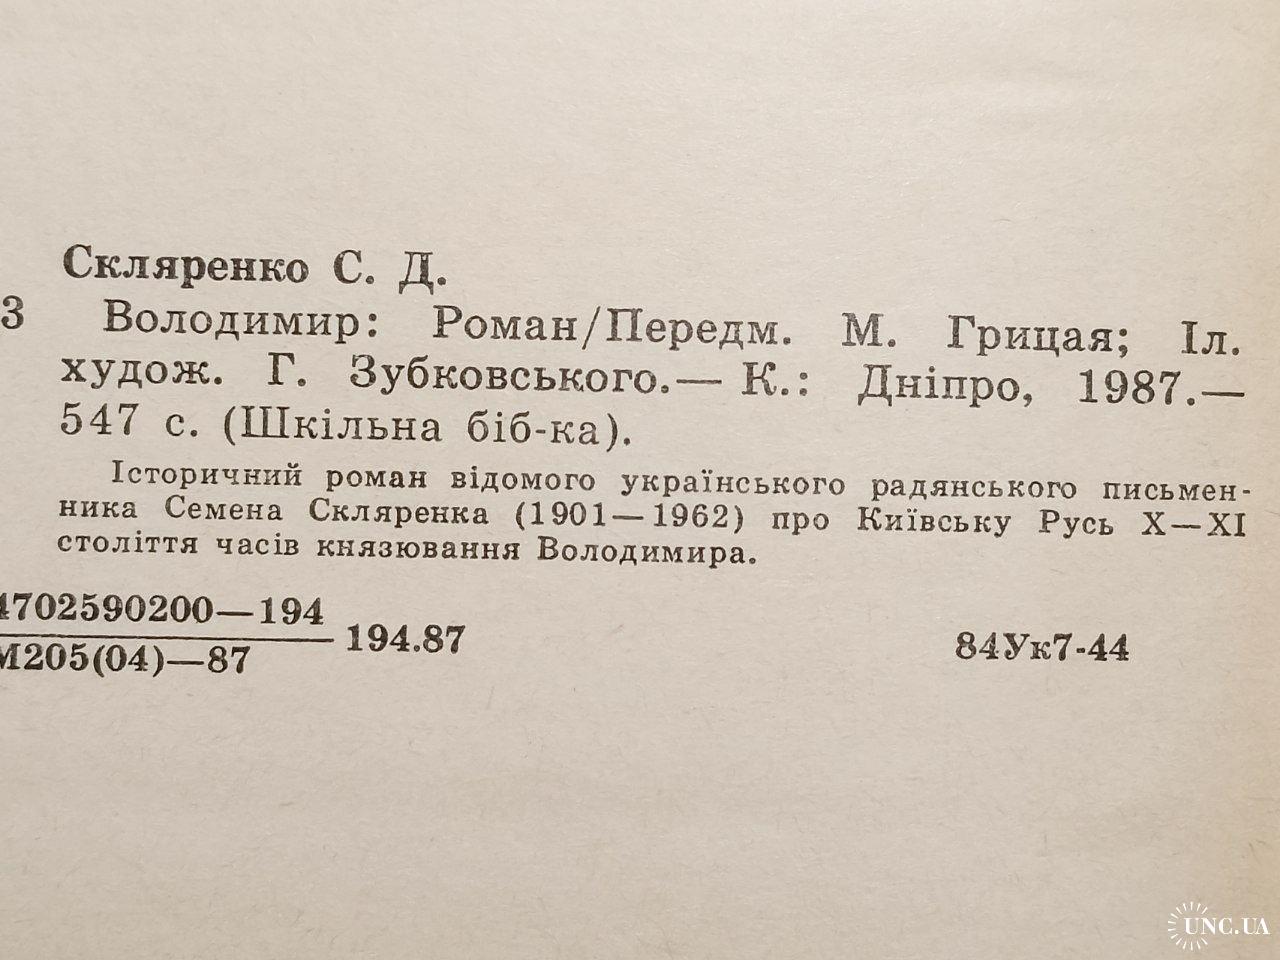 Скляренко С. Д.
3 Володимир: Роман/Передм. М. Грицая; Іл.
худож. Г. Зубковського.— К.: Дніпро, 1987.—
547 с. (Шкільна біб-ка).
Історичний роман відомого українського радянського письмен-
ника Семена Скляренка (1901—1962) про Київську Русь X—XI
століття часів князювання Володимира.
4702590200—194
М205(04)—87
194.87
84Ук7-44
UNC.UA